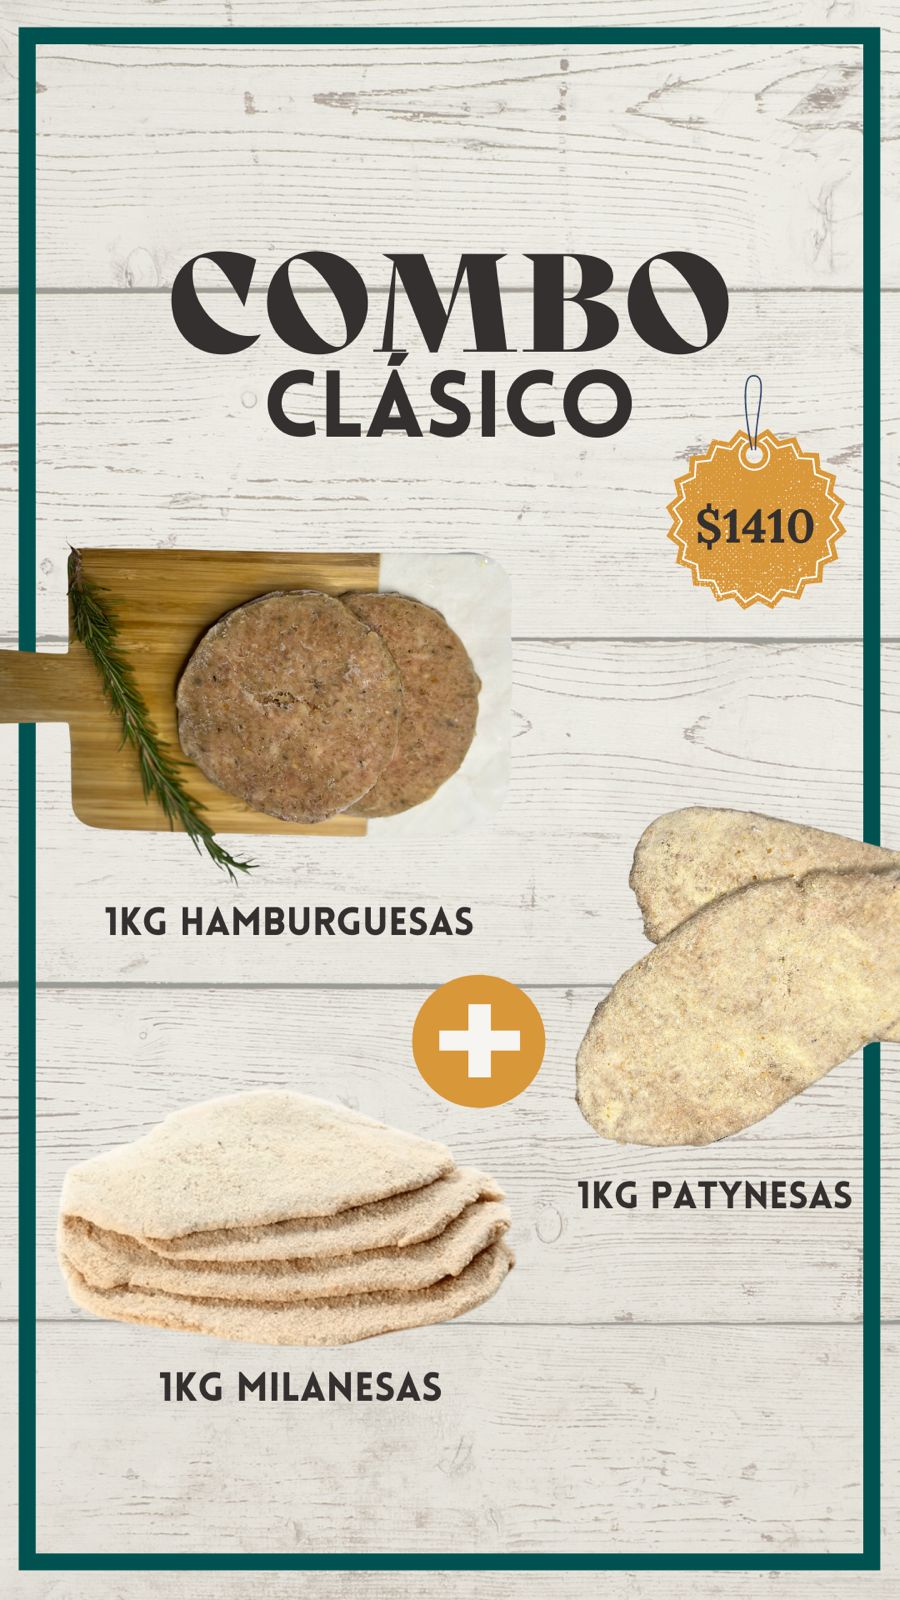 COMBO
CLÁSICO
$1410
1KG HAMBURGUESAS
1KG PATYNESAS
1KG MILANESAS